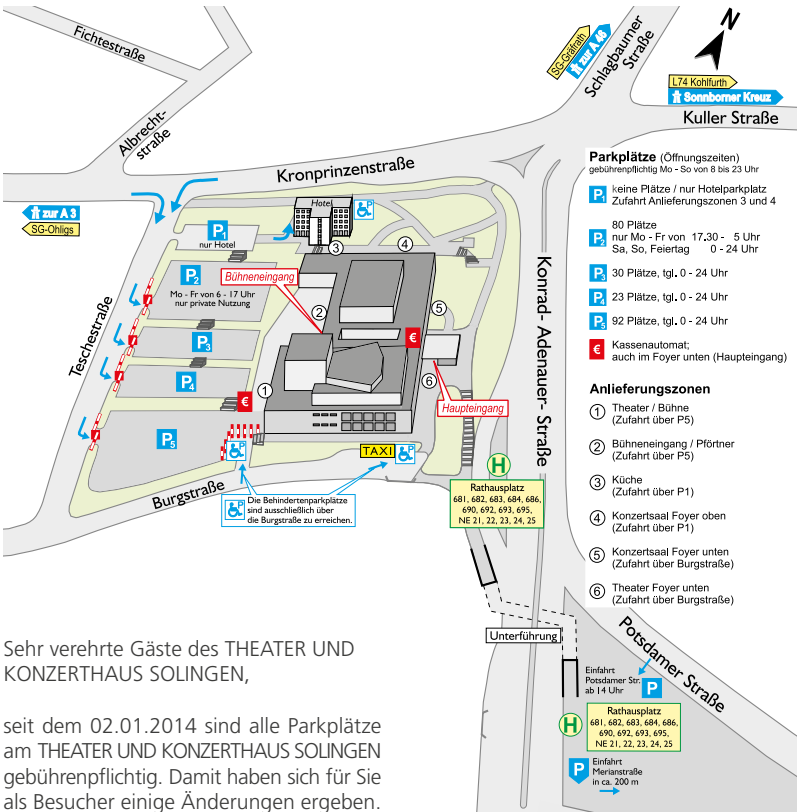 Fichtestraße
Albrecht-
straße
Kronprinzenstraße
SG-Gräfrath
zur A 46
Schlagbaumer
Straße
N
L74 Kohlfurth
Sonnborner Kreuz
Kuller Straße
zur A 3
SG-Ohligs
Teschestraße
P1
nur Hotel
Hotel
P
P2
Mo - Fr von 6 - 17 Uhr
nur private Nutzung
P3
P4
P5
Bühneneingang
Haupteingang
1
2
3
4
5
6
€
€
TAXI
P
P
Burgstraße
P
Die Behindertenparkplätze
sind ausschließlich über
die Burgstraße zu erreichen.
Konrad- Adenauer- Straße
H
Rathausplatz
681, 682, 683, 684, 686,
690, 692, 693, 695,
NE 21, 22, 23, 24, 25
Unterführung
Potsdamer Straße
Einfahrt
Potsdamer Str.
ab 14 Uhr
P
H
Rathausplatz
681, 682, 683, 684, 686,
690, 692, 693, 695,
NE 21, 22, 23, 24, 25
P
Einfahrt
Merianstraße
in ca. 200 m
Parkplätze (Öffnungszeiten)
gebührenpflichtig Mo - So von 8 bis 23 Uhr
P1 keine Plätze / nur Hotelparkplatz
Zufahrt Anlieferungszonen 3 und 4
P2 80 Plätze
nur Mo - Fr von 17.30 - 5 Uhr
Sa, So, Feiertag 0 - 24 Uhr
P3 30 Plätze, tgl. 0 - 24 Uhr
P4 23 Plätze, tgl. 0 - 24 Uhr
P5 92 Plätze, tgl. 0 - 24 Uhr
€ Kassenautomat;
auch im Foyer unten (Haupteingang)
Anlieferungszonen
1 Theater / Bühne
(Zufahrt über P5)
2 Bühneneingang / Pförtner
(Zufahrt über P5)
3 Küche
(Zufahrt über P1)
4 Konzertsaal Foyer oben
(Zufahrt über P1)
5 Konzertsaal Foyer unten
(Zufahrt über Burgstraße)
6 Theater Foyer unten
(Zufahrt über Burgstraße)
Sehr verehrte Gäste des THEATER UND
KONZERTHAUS SOLINGEN,
seit dem 02.01.2014 sind alle Parkplätze
am THEATER UND KONZERTHAUS SOLINGEN
gebührenpflichtig. Damit haben sich für Sie
als Besucher einige Änderungen ergeben.